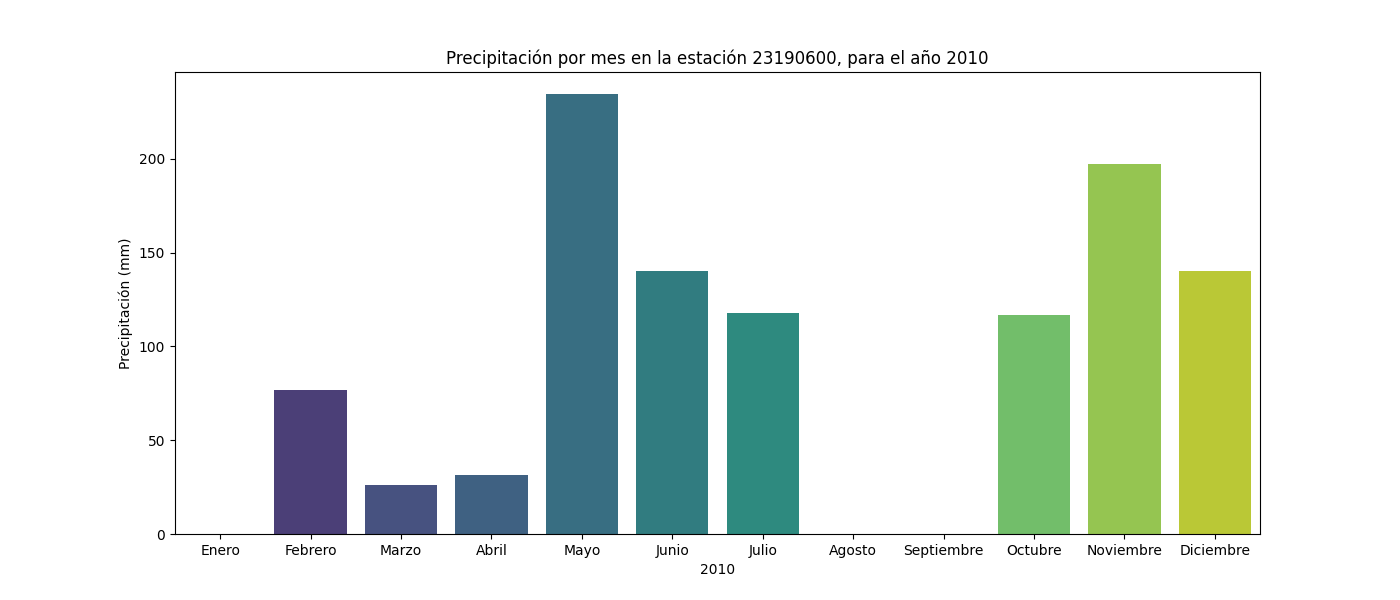 Precipitación por mes en la estación 23190600, para el año 2010
Precipitación (mm)
200
150
100
50
0
Enero Febrero Marzo Abril Mayo Junio Julio Agosto Septiembre Octubre Noviembre Diciembre
2010